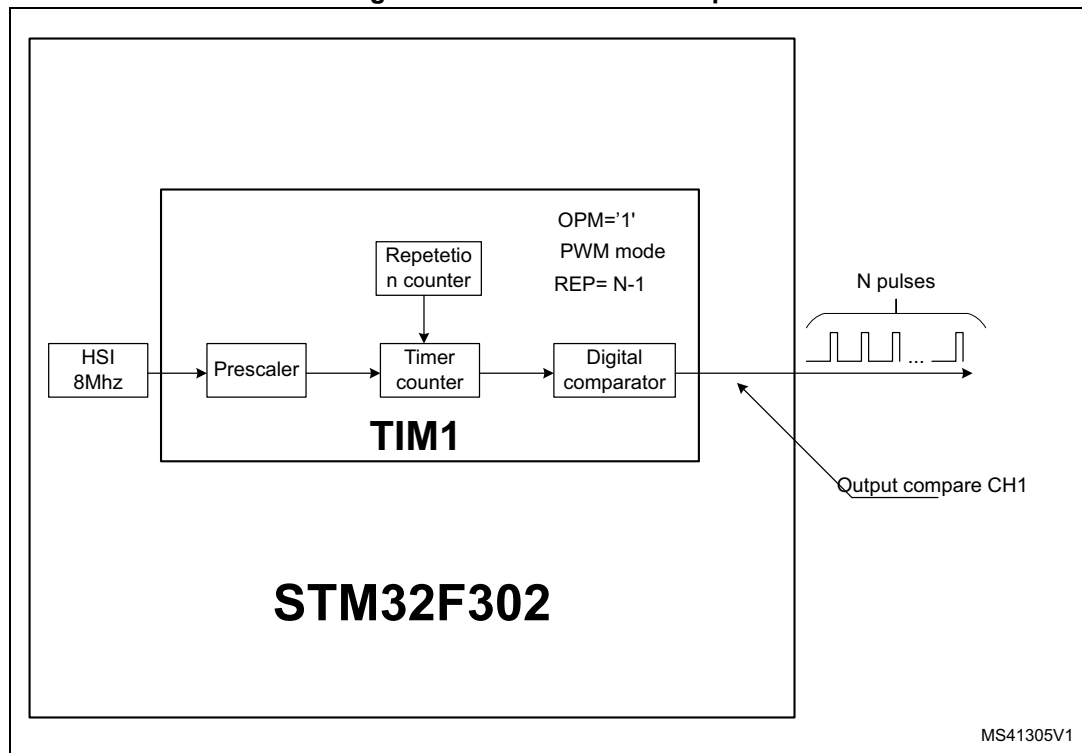 OPM='1'
PWM mode
REP= N-1
Repetetio
n counter
N pulses
HSI
8Mhz
Prescaler
Timer
counter
Digital
comparator
...
TIM1
Output compare CH1
STM32F302
MS41305V1